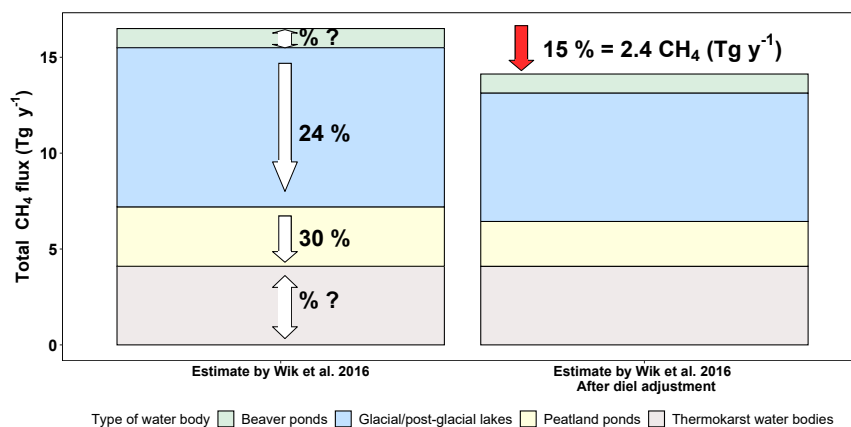 Total CH₄ flux (Tg y⁻¹)
15
10
5
0
% ?
24 %
30 %
% ?
15 % = 2.4 CH₄ (Tg y⁻¹)
Estimate by Wik et al. 2016
Estimate by Wik et al. 2016
After diel adjustment
Type of water body Beaver ponds Glacial/post-glacial lakes Peatland ponds Thermokarst water bodies